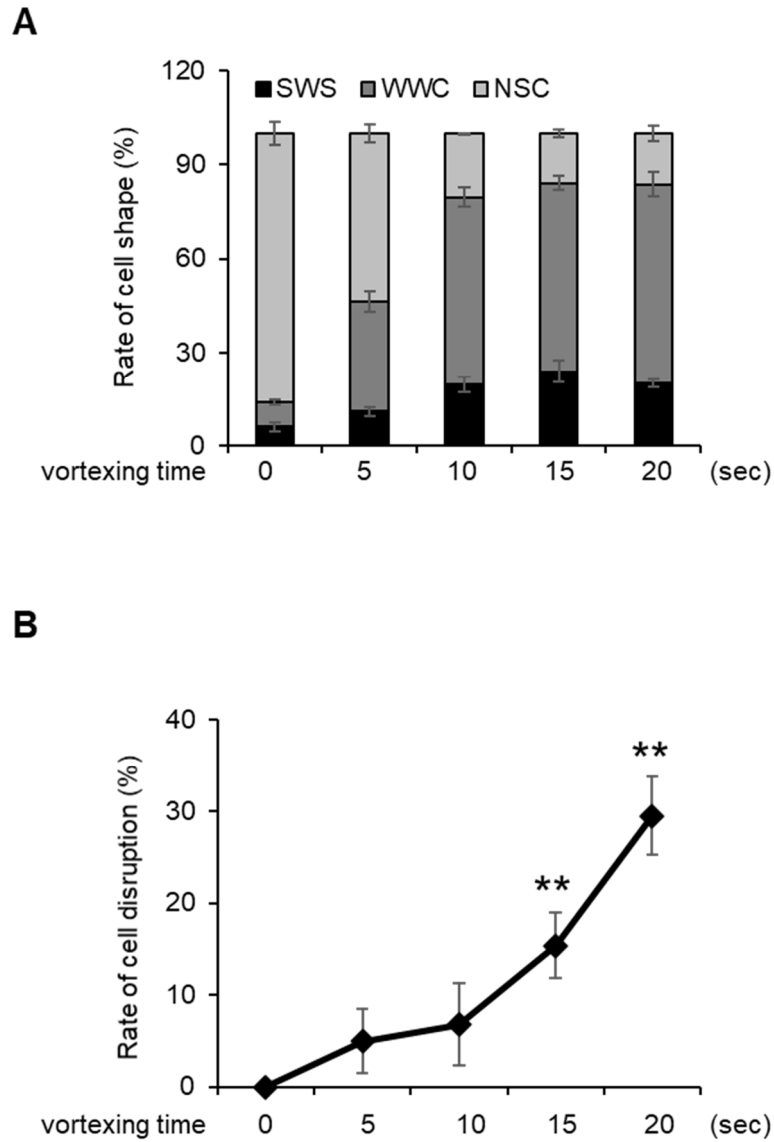 A
120
SWS WWC NSC
90
60
30
0
Rate of cell shape (%)
vortexing time 0 5 10 15 20 (sec)
B
40
**
30
**
20
10
0
Rate of cell disruption (%)
vortexing time 0 5 10 15 20 (sec)